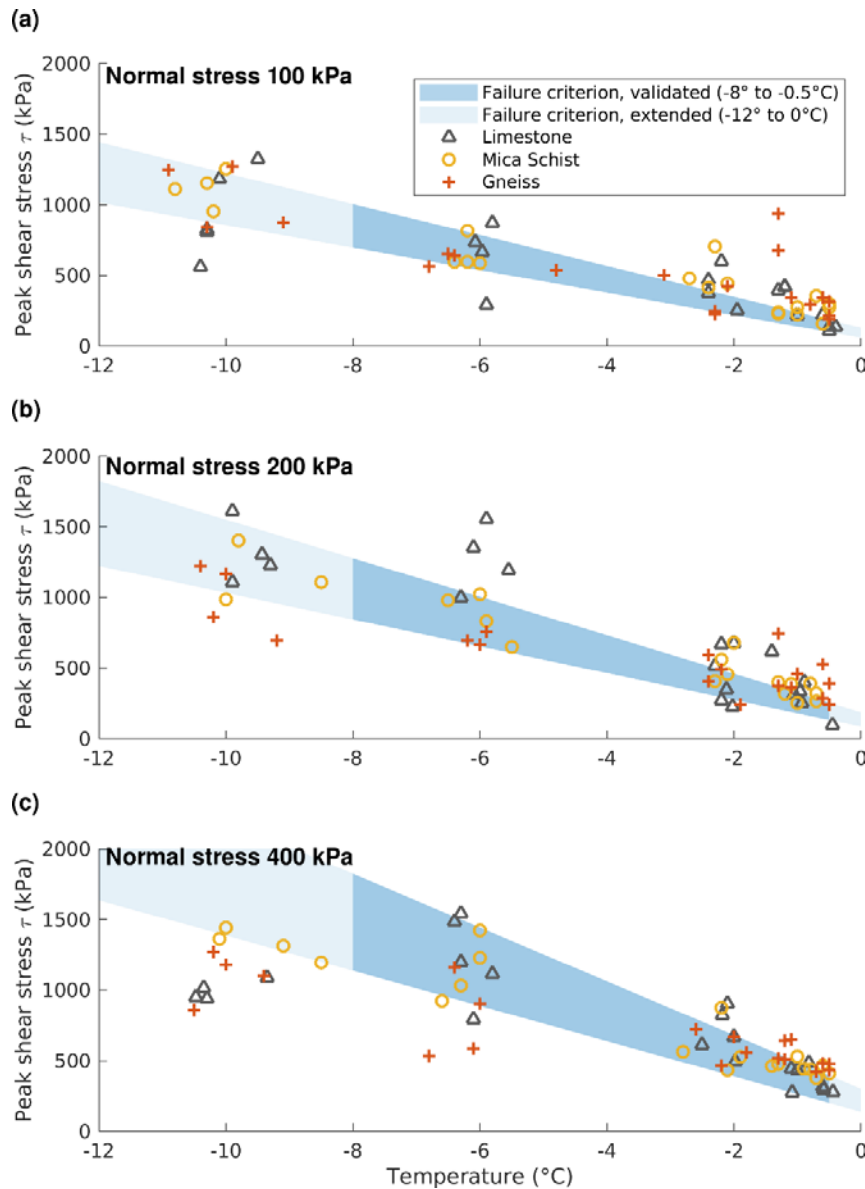 (a)
Normal stress 100 kPa
Failure criterion, validated (-8° to -0.5°C)
Failure criterion, extended (-12° to 0°C)
Limestone
Mica Schist
Gneiss
Peak shear stress τ (kPa)
2000
1500
1000
500
0
-12 -10 -8 -6 -4 -2 0
(b)
Normal stress 200 kPa
Peak shear stress τ (kPa)
2000
1500
1000
500
0
-12 -10 -8 -6 -4 -2 0
(c)
Normal stress 400 kPa
Peak shear stress τ (kPa)
2000
1500
1000
500
0
-12 -10 -8 -6 -4 -2 0
Temperature (°C)